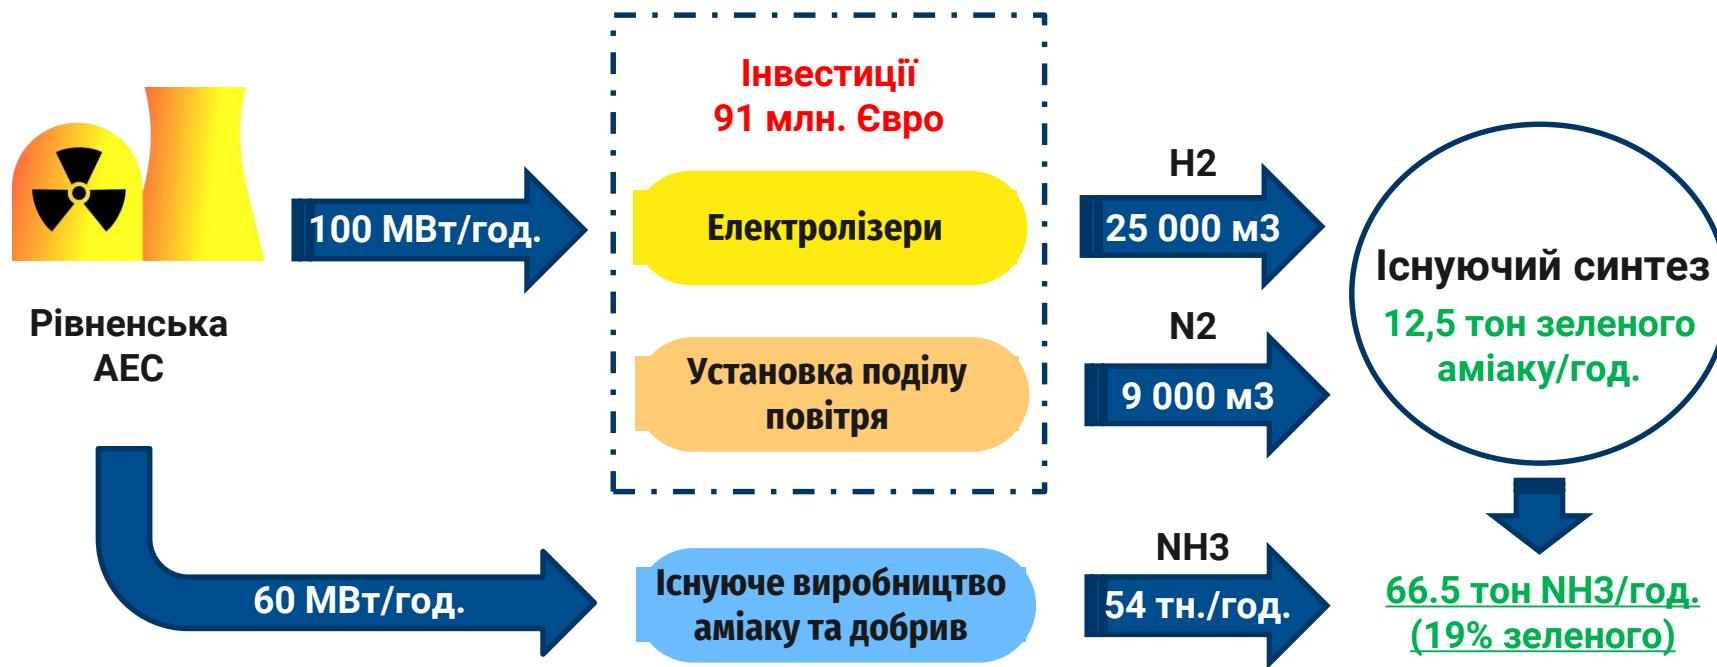 Інвестиції
91 млн. Євро
Рівненська
АЕС
100 МВт/год.
Електролізери
H2
25 000 м3
Установка поділу
повітря
N2
9 000 м3
Існуючий синтез
12,5 тон зеленого
аміаку/год.
60 МВт/год.
Існуюче виробництво
аміаку та добрив
NH3
54 тн./год.
66.5 тон NH3/год.
(19% зеленого)